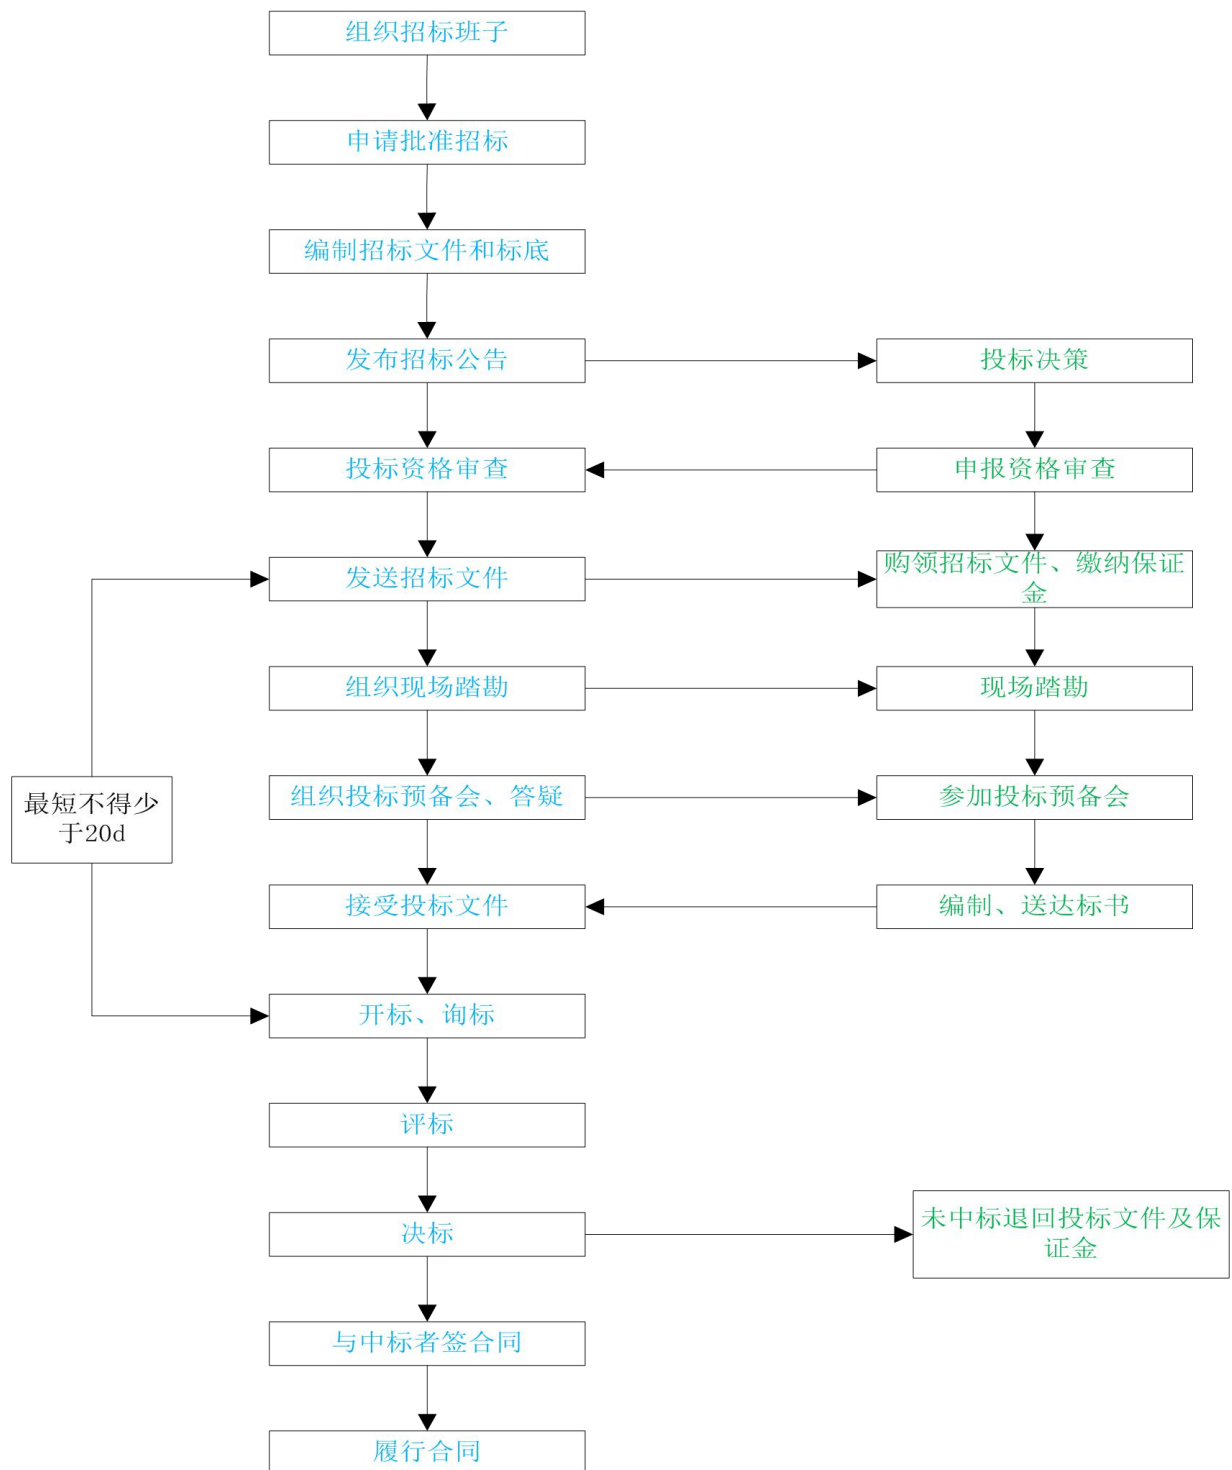 组织招标班子
申请批准招标
编制招标文件和标底
发布招标公告
投标决策
投标资格审查
申报资格审查
发送招标文件
购领招标文件、缴纳保证
金
组织现场踏勘
现场踏勘
最短不得少
于20d
组织投标预备会、答疑
参加投标预备会
接受投标文件
编制、送达标书
开标、询标
评标
决标
未中标退回投标文件及保
证金
与中标者签合同
履行合同